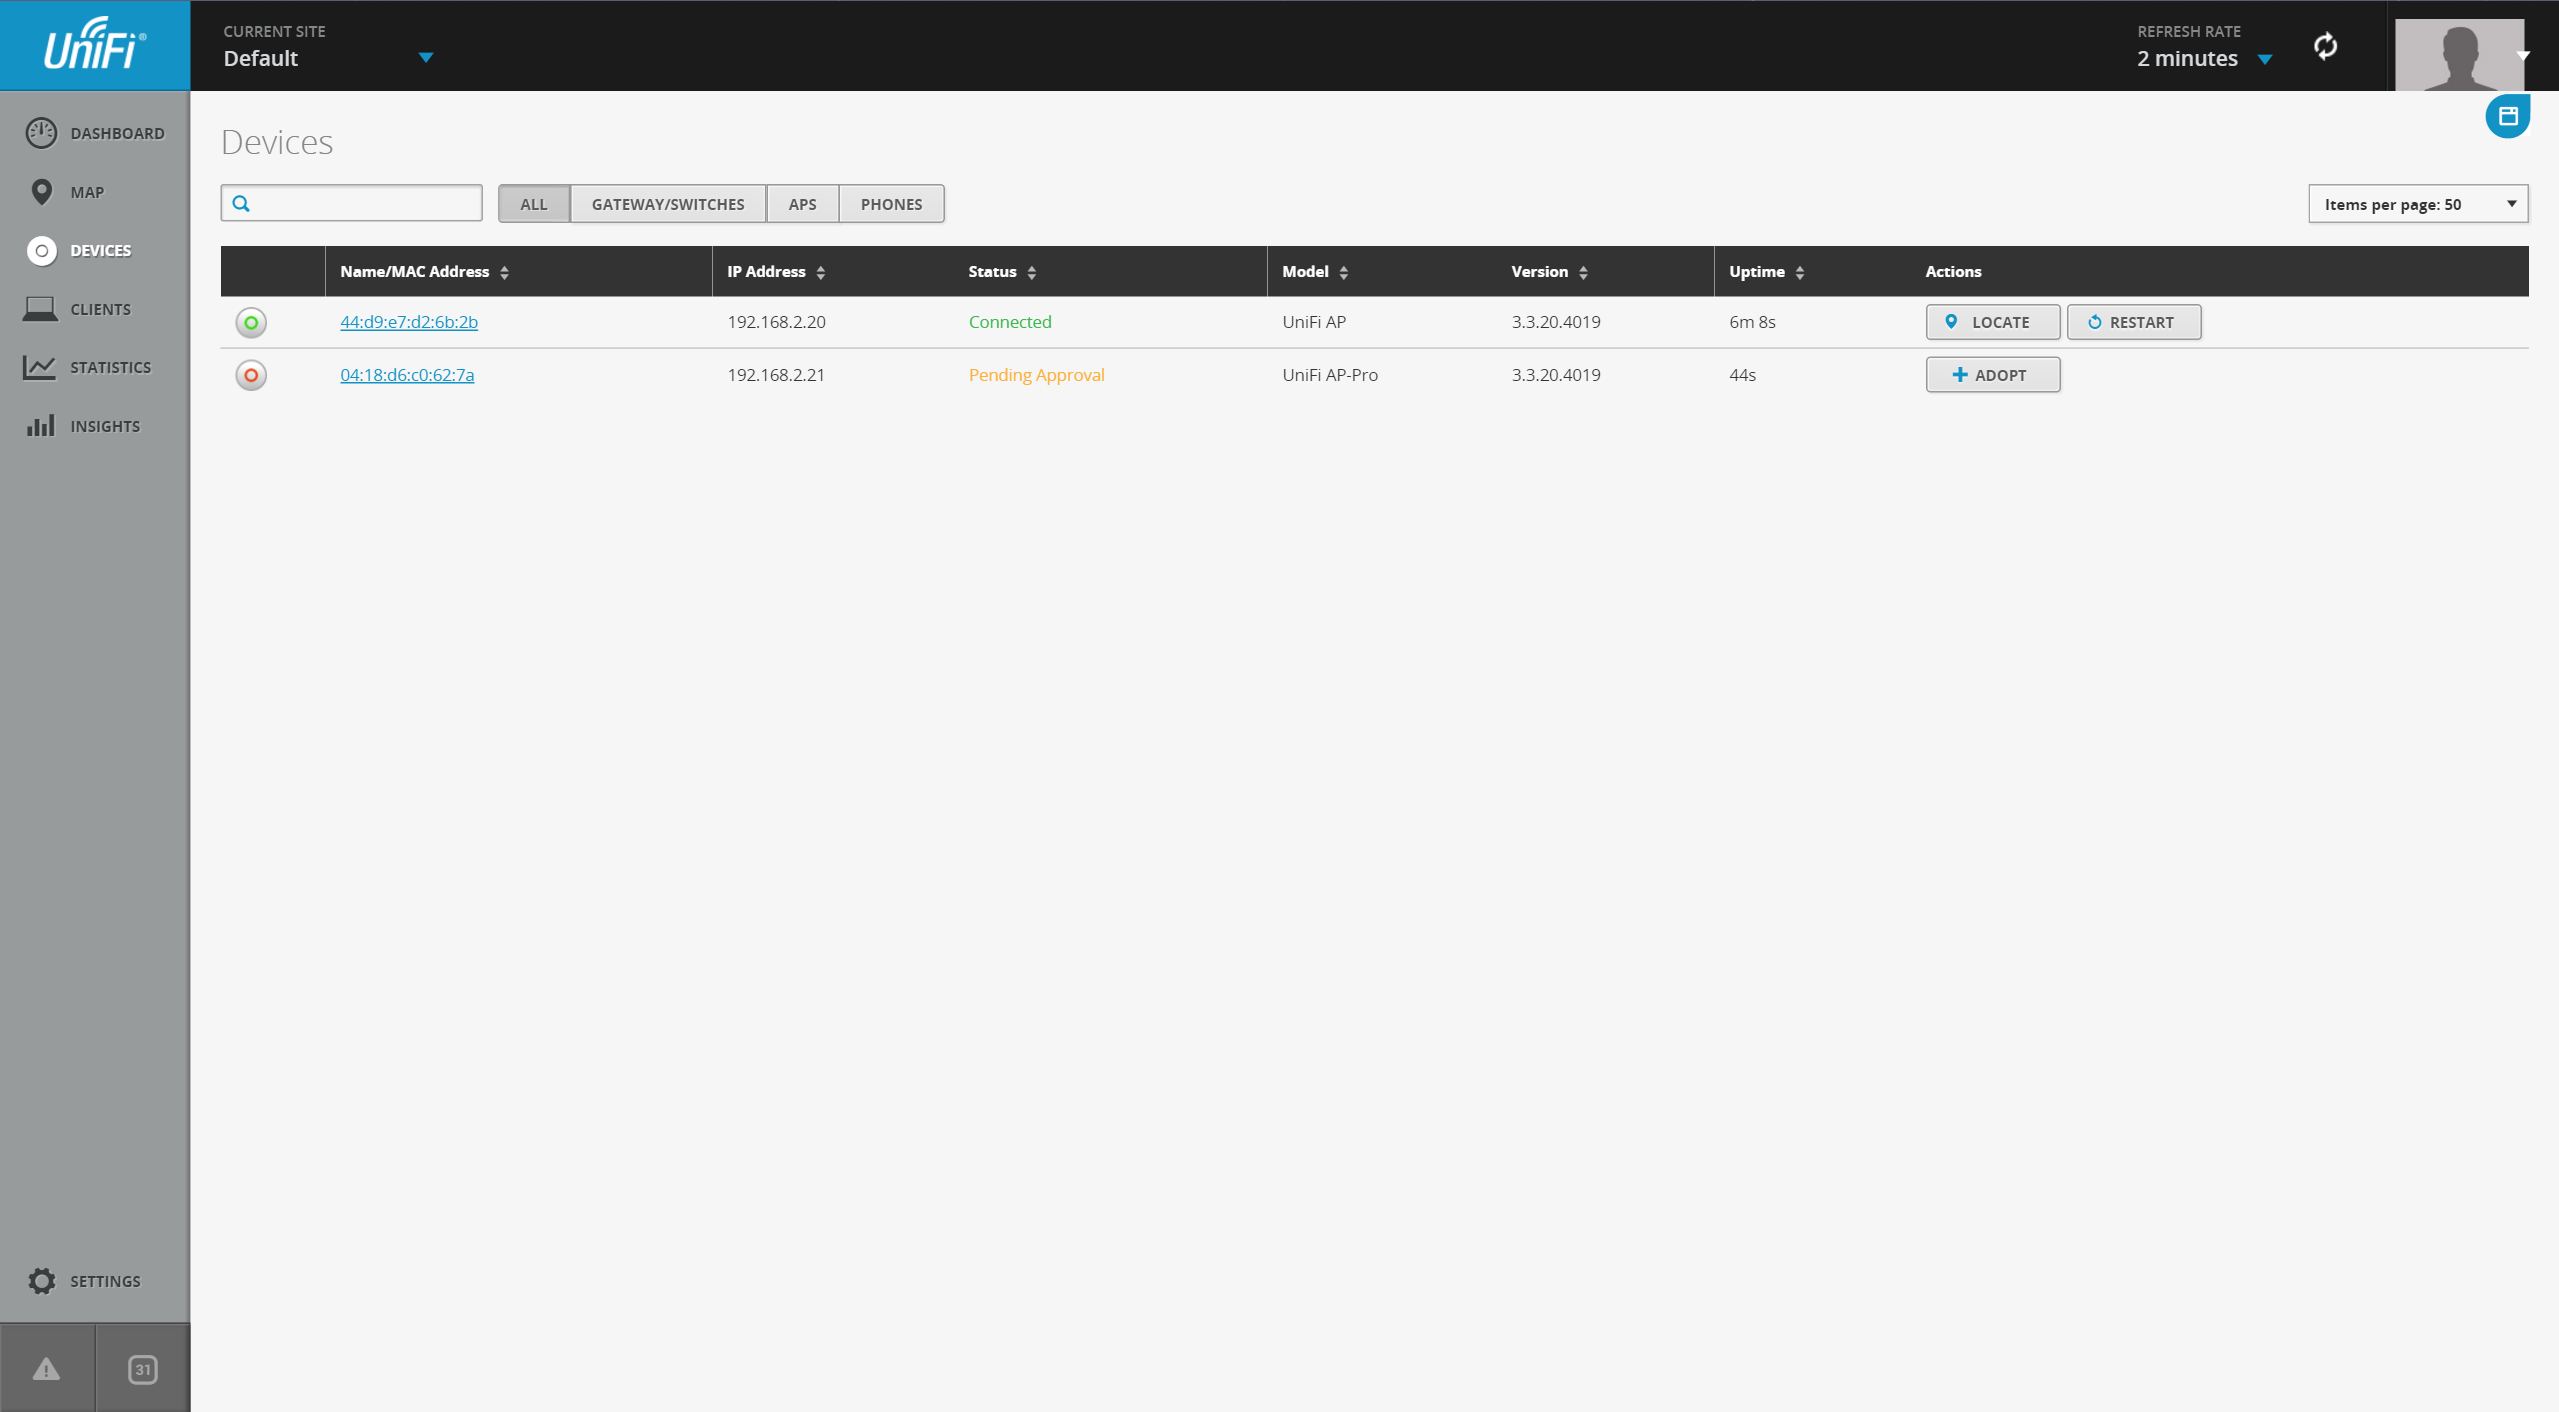 UniFi®
CURRENT SITE
Default
REFRESH RATE
2 minutes
DASHBOARD
MAP
DEVICES
CLIENTS
STATISTICS
INSIGHTS
SETTINGS
31
Devices
ALL GATEWAY/SWITCHES APS PHONES
Items per page: 50
Name/MAC Address IP Address Status Model Version Uptime Actions
44:d9:e7:d2:6b:2b 192.168.2.20 Connected UniFi AP 3.3.20.4019 6m 8s LOCATE RESTART
04:18:d6:c0:62:7a 192.168.2.21 Pending Approval UniFi AP-Pro 3.3.20.4019 44s ADOPT